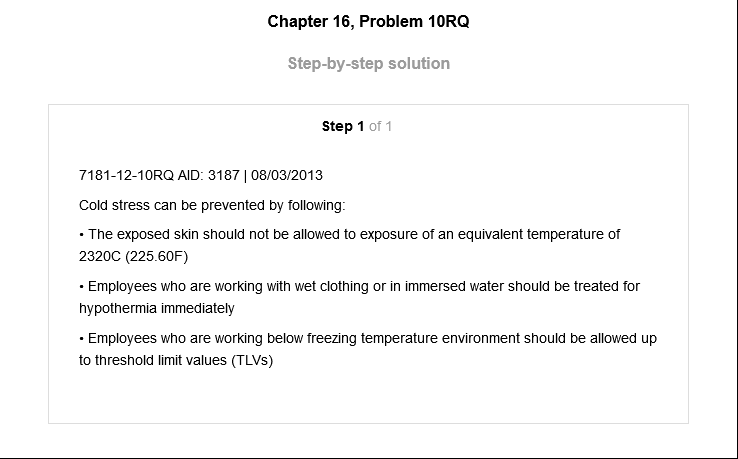 Chapter 16, Problem 10RQ
Step-by-step solution
Step 1 of 1
7181-12-10RQ AID: 3187 | 08/03/2013
Cold stress can be prevented by following:
• The exposed skin should not be allowed to exposure of an equivalent temperature of
2320C (225.60F)
• Employees who are working with wet clothing or in immersed water should be treated for
hypothermia immediately
• Employees who are working below freezing temperature environment should be allowed up
to threshold limit values (TLVs)